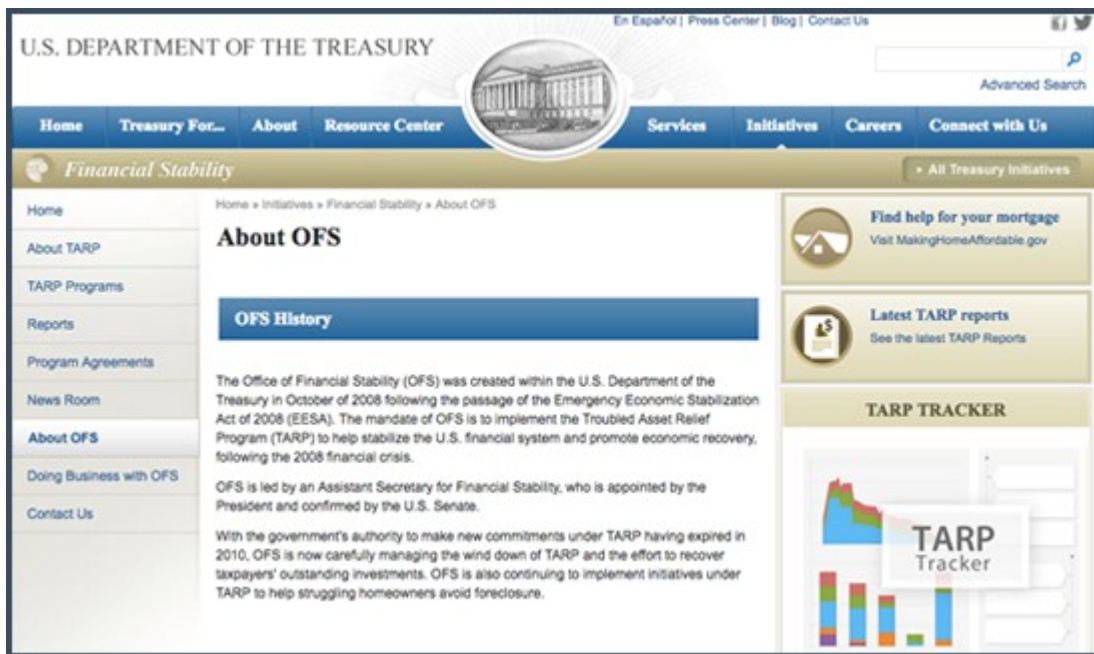 En Español | Press Center | Blog | Contact Us
U.S. DEPARTMENT OF THE TREASURY
Advanced Search
Home Treasury For... About Resource Center Services Initiatives Careers Connect with Us
Financial Stability
» All Treasury Initiatives
Home
About TARP
TARP Programs
Reports
Program Agreements
News Room
About OFS
Doing Business with OFS
Contact Us
Home » Initiatives » Financial Stability » About OFS
About OFS
OFS History
The Office of Financial Stability (OFS) was created within the U.S. Department of the
Treasury in October of 2008 following the passage of the Emergency Economic Stabilization
Act of 2008 (EESA). The mandate of OFS is to implement the Troubled Asset Relief
Program (TARP) to help stabilize the U.S. financial system and promote economic recovery,
following the 2008 financial crisis.
OFS is led by an Assistant Secretary for Financial Stability, who is appointed by the
President and confirmed by the U.S. Senate.
With the government's authority to make new commitments under TARP having expired in
2010, OFS is now carefully managing the wind down of TARP and the effort to recover
taxpayers' outstanding investments. OFS is also continuing to implement initiatives under
TARP to help struggling homeowners avoid foreclosure.
Find help for your mortgage
Visit MakingHomeAffordable.gov
Latest TARP reports
See the latest TARP Reports
TARP TRACKER
TARP
Tracker